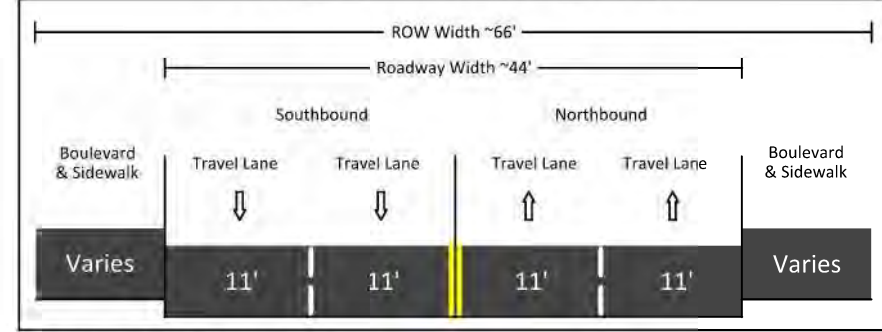 ROW Width ~66'
Roadway Width ~44'
Southbound
Northbound
Boulevard
& Sidewalk
Travel Lane
Travel Lane
Travel Lane
Travel Lane
Boulevard
& Sidewalk
Varies
11'
11'
11'
11'
Varies